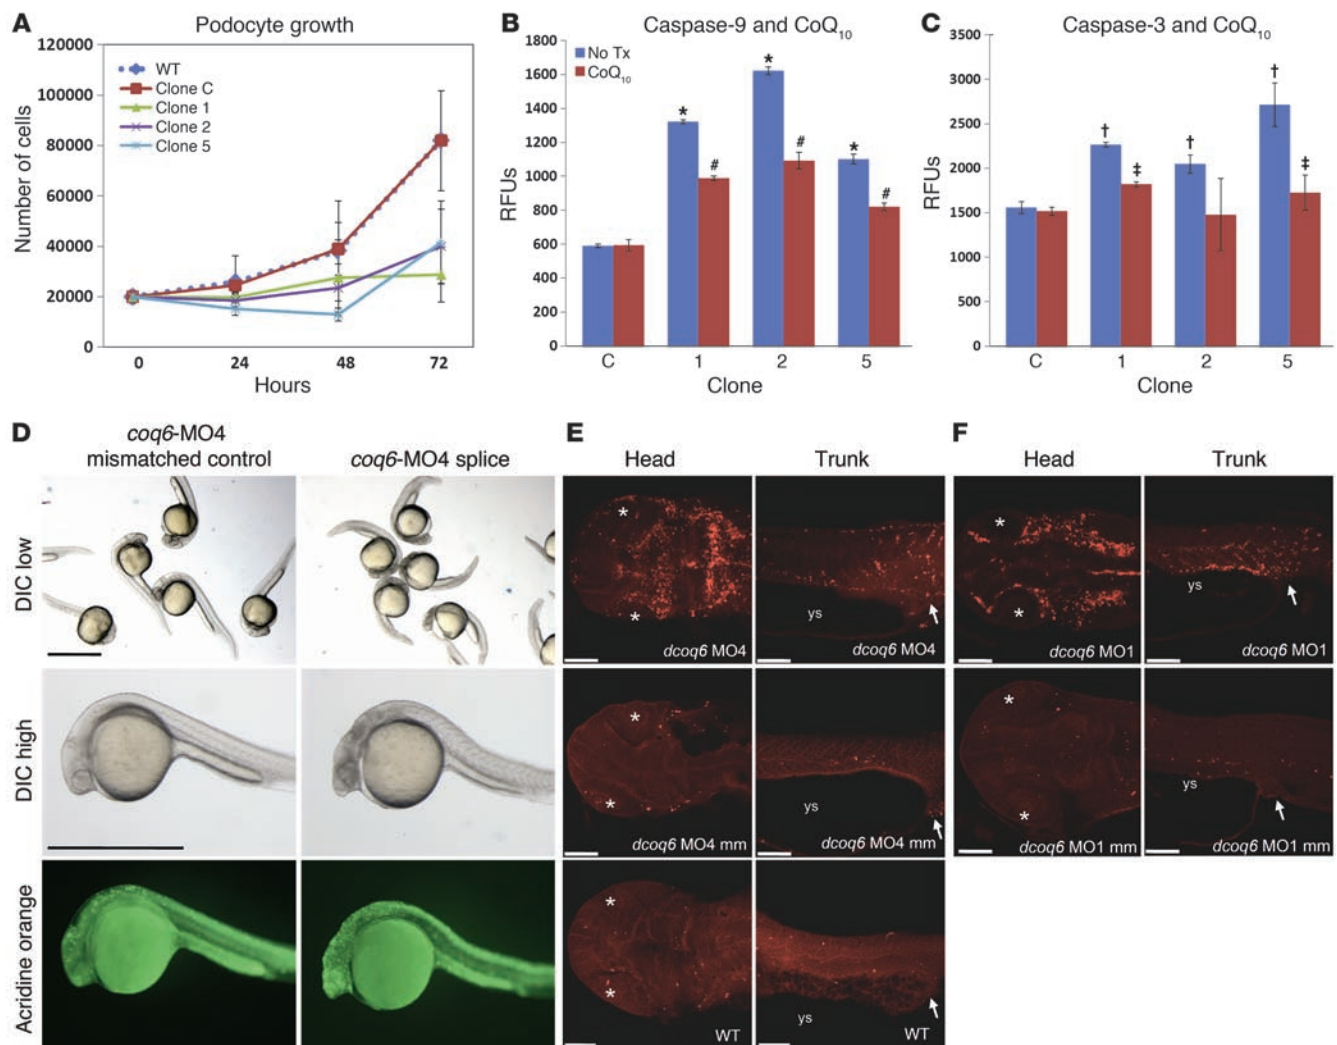 A
Podocyte growth
120000
100000
80000
60000
40000
20000
0
Number of cells
WT
Clone C
Clone 1
Clone 2
Clone 5
0 24 48 72
Hours
B
Caspase-9 and CoQ10
1800
1600
1400
1200
1000
800
600
400
200
0
RFUs
No Tx
CoQ10
* # * # * #
C 1 2 5
Clone
C
Caspase-3 and CoQ10
3500
3000
2500
2000
1500
1000
500
0
RFUs
† ‡ † † ‡
C 1 2 5
Clone
D
coq6-MO4
mismatched control
coq6-MO4 splice
DIC low
DIC high
Acridine orange
E
Head Trunk
*
*
dcoq6 MO4
ys
dcoq6 MO4
*
*
dcoq6 MO4 mm
ys
dcoq6 MO4 mm
*
*
WT
ys
WT
F
Head Trunk
*
*
dcoq6 MO1
ys
dcoq6 MO1
*
*
dcoq6 MO1 mm
ys
dcoq6 MO1 mm